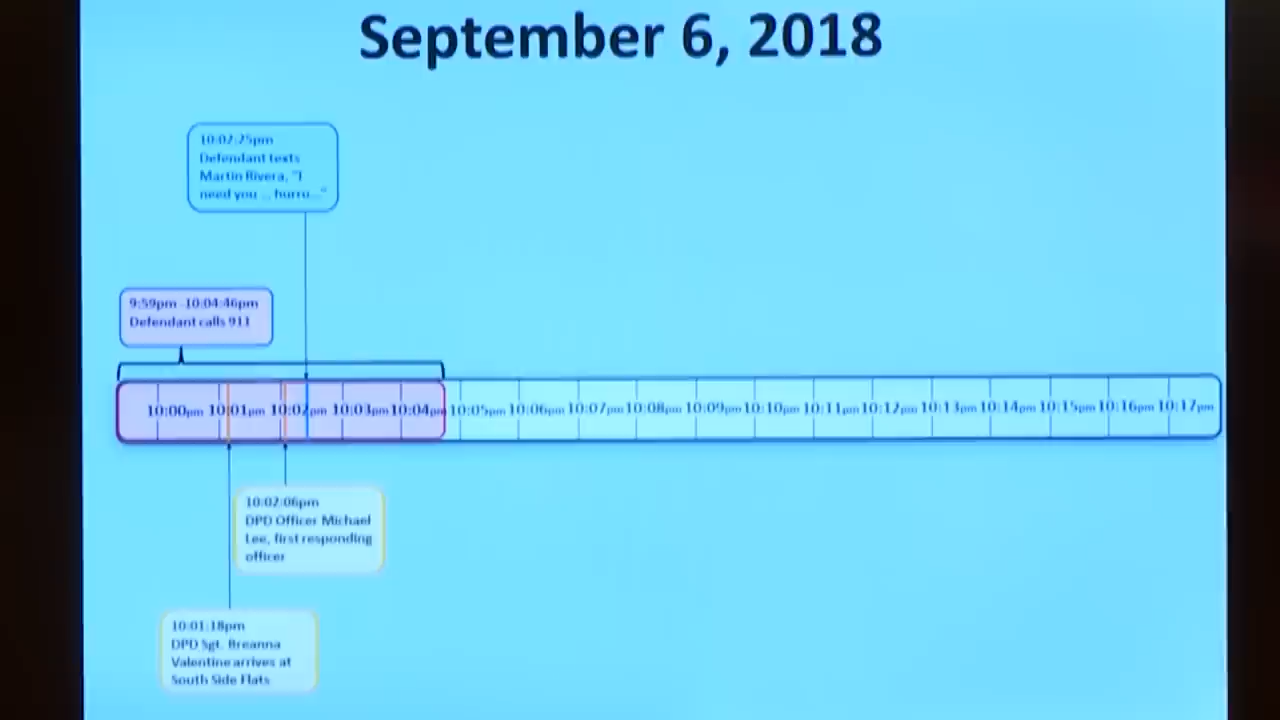 September 6, 2018
10:02:25pm
Defendant texts
Martin Rivera, "I
need you ... hurru..."
9:59pm -10:04:46pm
Defendant calls 911
10:00pm 10:01pm 10:02pm 10:03pm 10:04pm 10:05pm 10:06pm 10:07pm 10:08pm 10:09pm 10:10pm 10:11pm 10:12pm 10:13pm 10:14pm 10:15pm 10:16pm 10:17pm
10:02:06pm
DPD Officer Michael
Lee, first responding
officer
10:01:18pm
DPD Sgt. Breanna
Valentine arrives at
South Side Flats